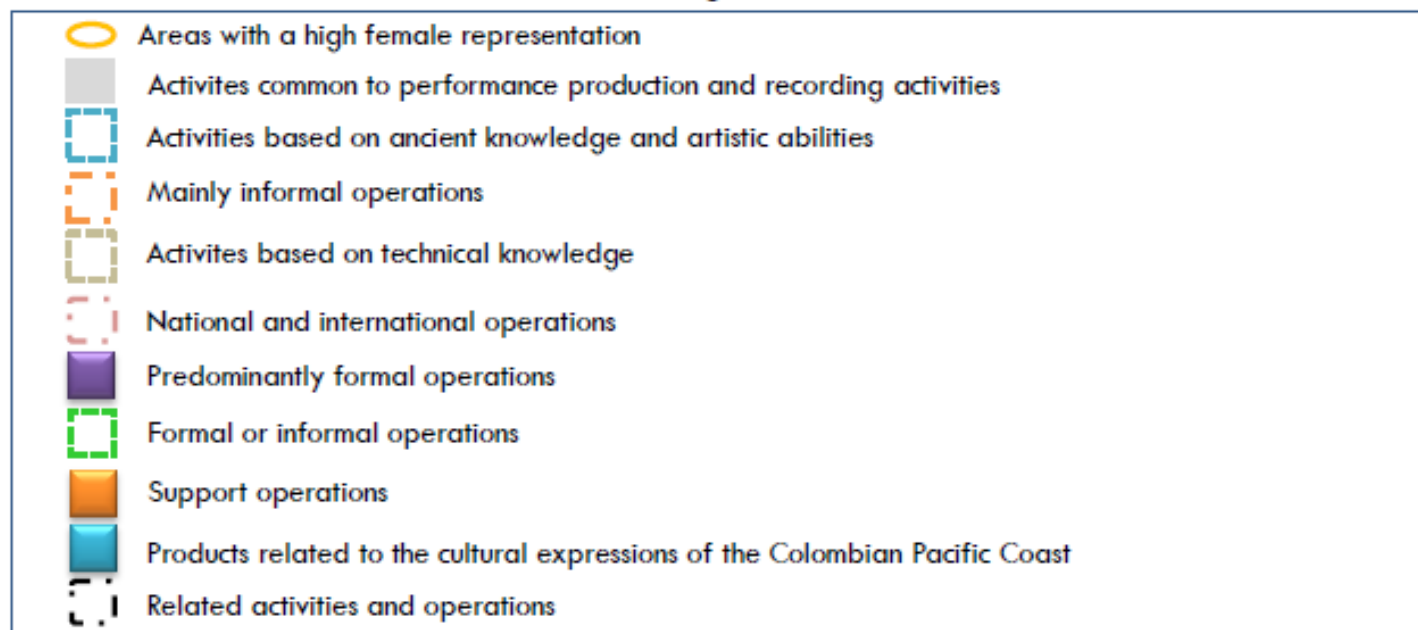 Areas with a high female representation
Activites common to performance production and recording activities
Activities based on ancient knowledge and artistic abilities
Mainly informal operations
Activites based on technical knowledge
National and international operations
Predominantly formal operations
Formal or informal operations
Support operations
Products related to the cultural expressions of the Colombian Pacific Coast
Related activities and operations